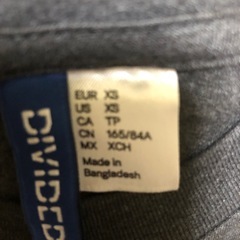 DIVIDED
EUR XS
US XS
CA TP
CN 165/84A
MX XCH
Made in
Bangladesh